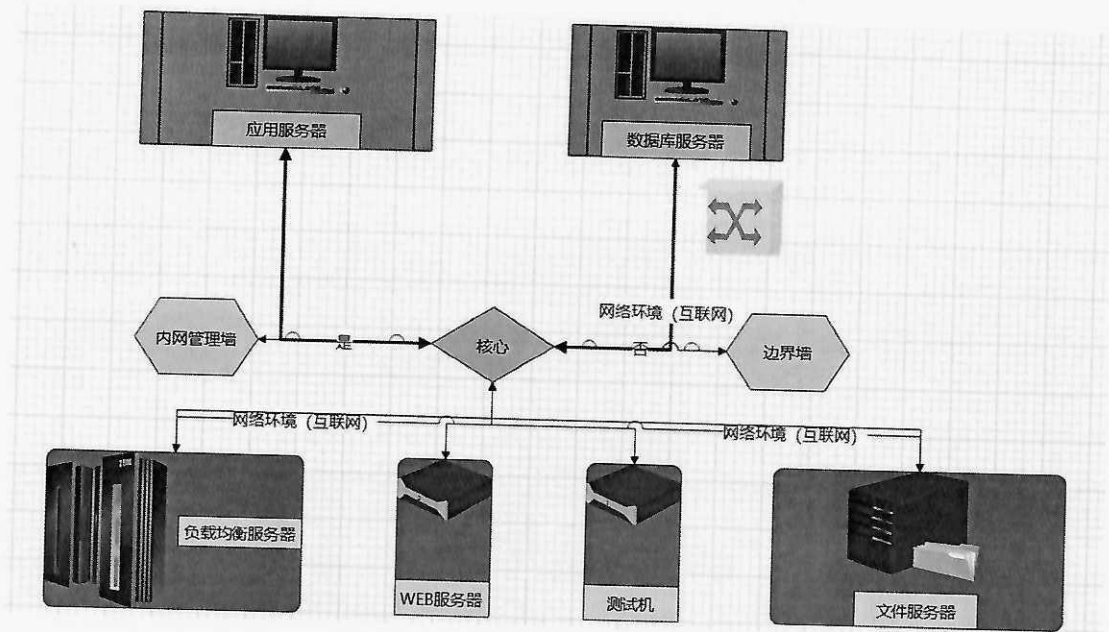 应用服务器
数据库服务器
网络环境（互联网）
内网管理墙
是
核心
否
边界墙
网络环境（互联网）
网络环境（互联网）
负载均衡服务器
WEB服务器
测试机
文件服务器